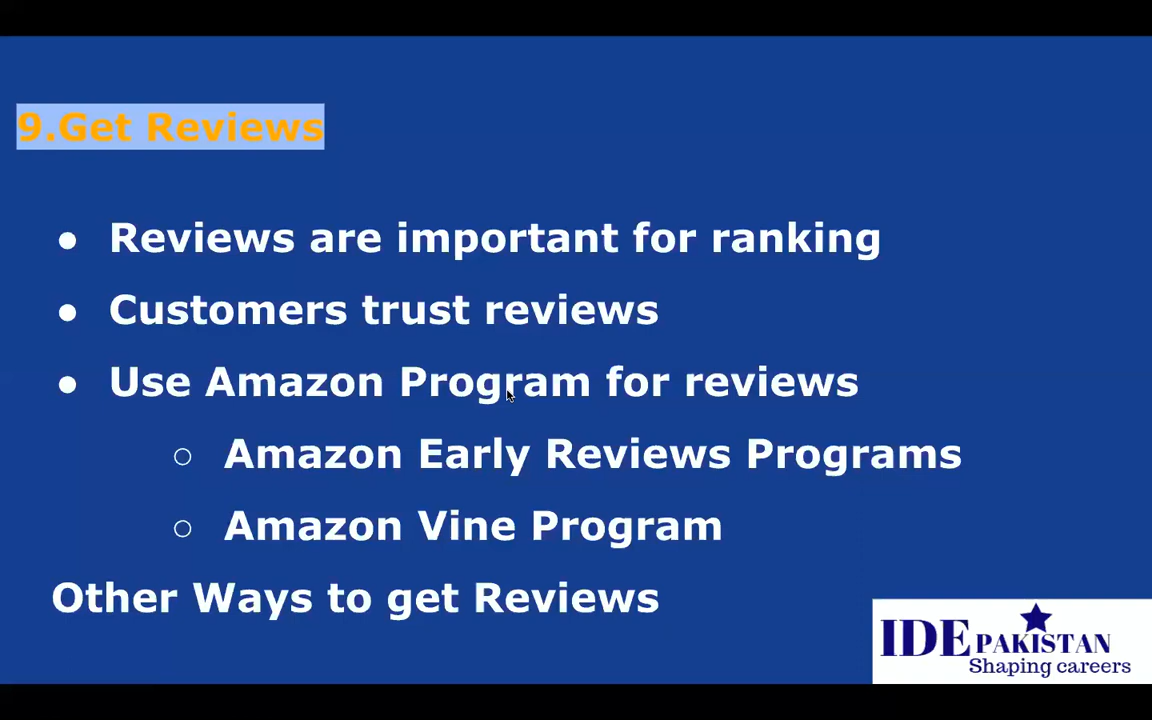 9.Get Reviews
● Reviews are important for ranking
● Customers trust reviews
● Use Amazon Program for reviews
○ Amazon Early Reviews Programs
○ Amazon Vine Program
Other Ways to get Reviews
IDE PAKISTAN
Shaping careers